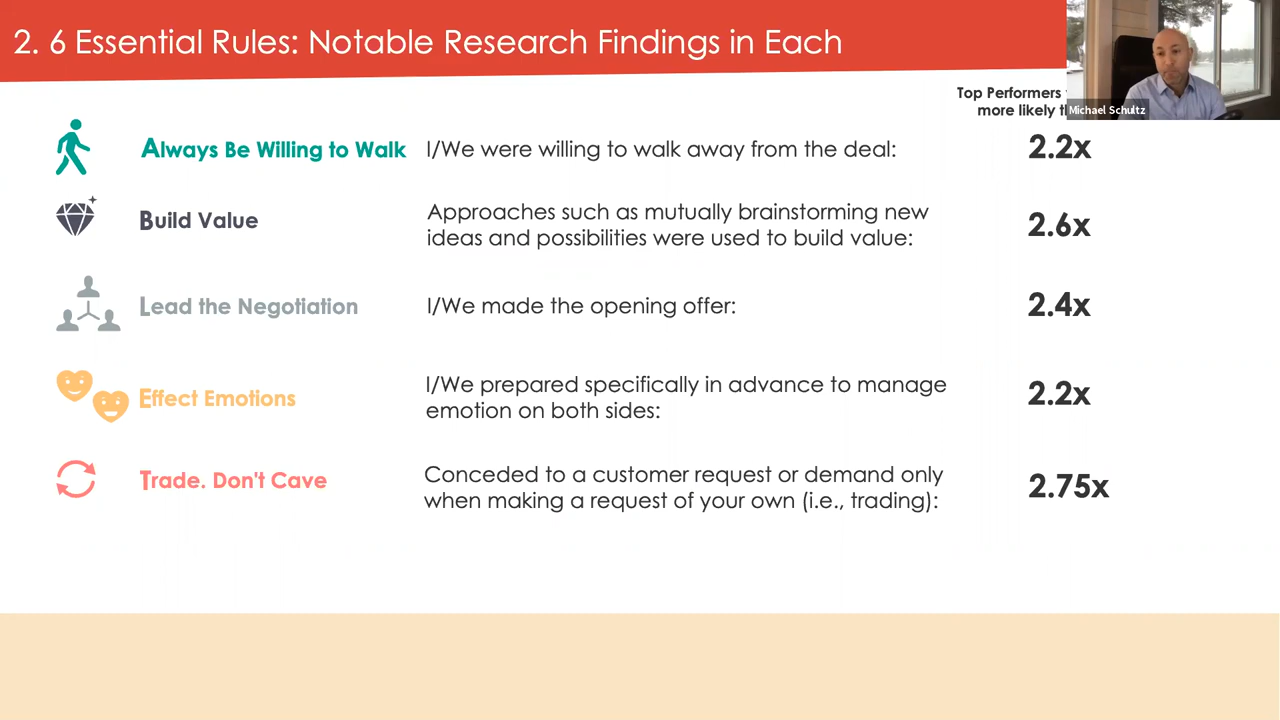 2. 6 Essential Rules: Notable Research Findings in Each
Top Performers
more likely
Michael Schultz
Always Be Willing to Walk
I/We were willing to walk away from the deal:
2.2x
Build Value
Approaches such as mutually brainstorming new
ideas and possibilities were used to build value:
2.6x
Lead the Negotiation
I/We made the opening offer:
2.4x
Effect Emotions
I/We prepared specifically in advance to manage
emotion on both sides:
2.2x
Trade. Don't Cave
Conceded to a customer request or demand only
when making a request of your own (i.e., trading):
2.75x